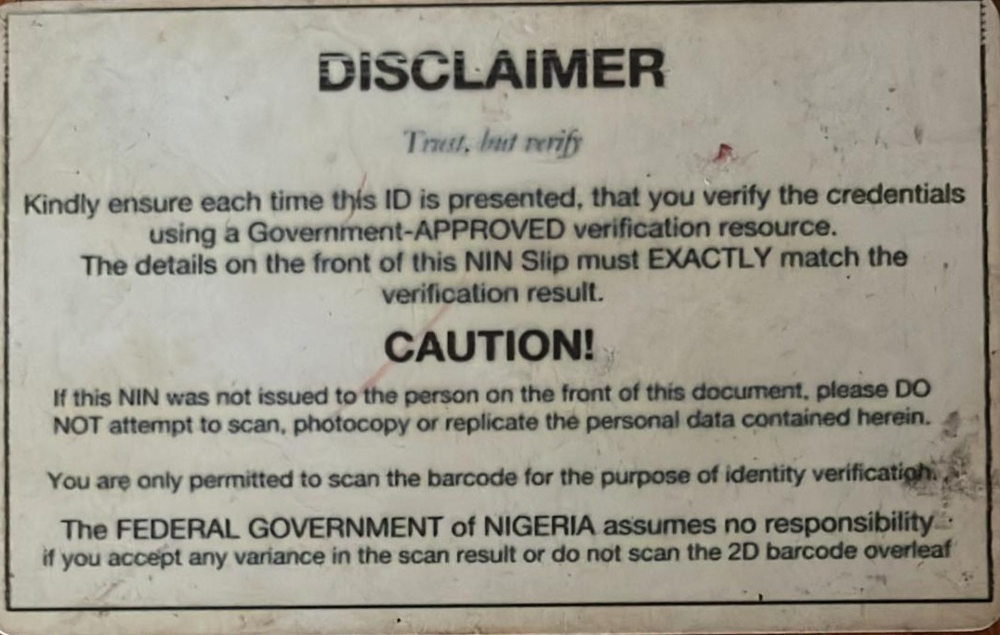 DISCLAIMER
Trust, but verify
Kindly ensure each time this ID is presented, that you verify the credentials
using a Government-APPROVED verification resource.
The details on the front of this NIN Slip must EXACTLY match the
verification result.
CAUTION!
If this NIN was not issued to the person on the front of this document, please DO
NOT attempt to scan, photocopy or replicate the personal data contained herein.
You are only permitted to scan the barcode for the purpose of identity verification.
The FEDERAL GOVERNMENT of NIGERIA assumes no responsibility
if you accept any variance in the scan result or do not scan the 2D barcode overleaf